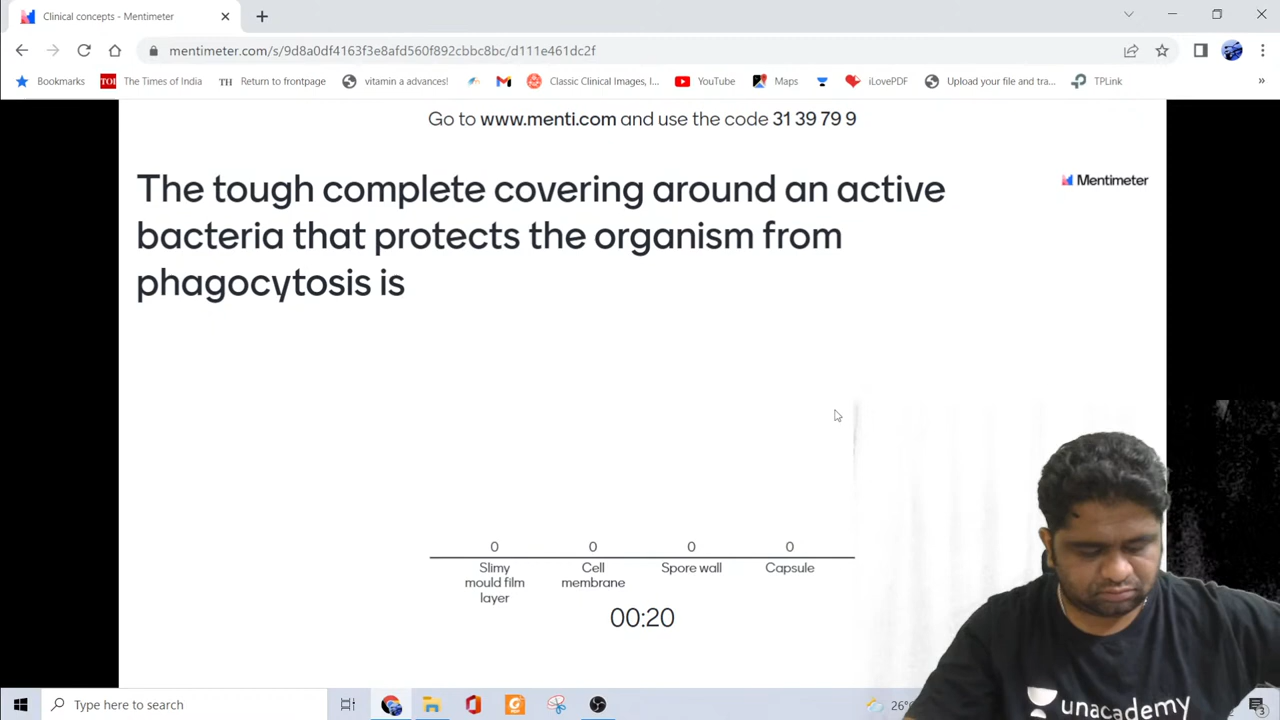 Clinical concepts - Mentimeter
mentimeter.com/s/9d8a0df4163f3e8afd560f892cbbc8bc/d111e461dc2f
Bookmarks TOI The Times of India TH Return to frontpage vitamin a advances! Classic Clinical Images, I... YouTube Maps iLovePDF Upload your file and tra... TPLink »
Go to www.menti.com and use the code 31 39 79 9
Mentimeter
The tough complete covering around an active
bacteria that protects the organism from
phagocytosis is
0 0 0 0
Slimy mould film layer
Cell membrane
Spore wall
Capsule
00:20
unacademy
Type here to search
26°
3